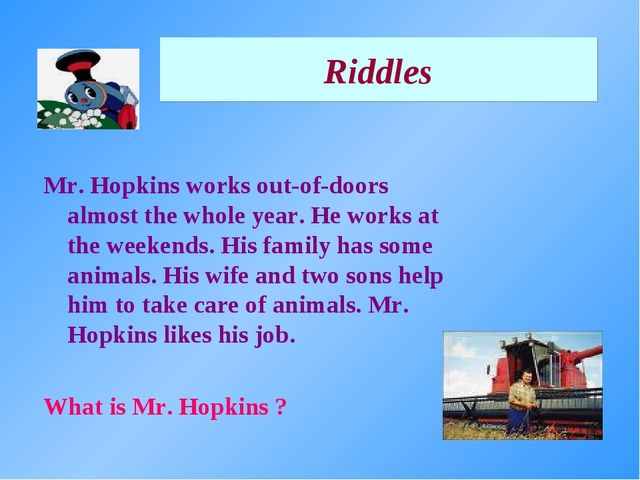 Riddles
Mr. Hopkins works out-of-doors
almost the whole year. He works at
the weekends. His family has some
animals. His wife and two sons help
him to take care of animals. Mr.
Hopkins likes his job.
What is Mr. Hopkins ?